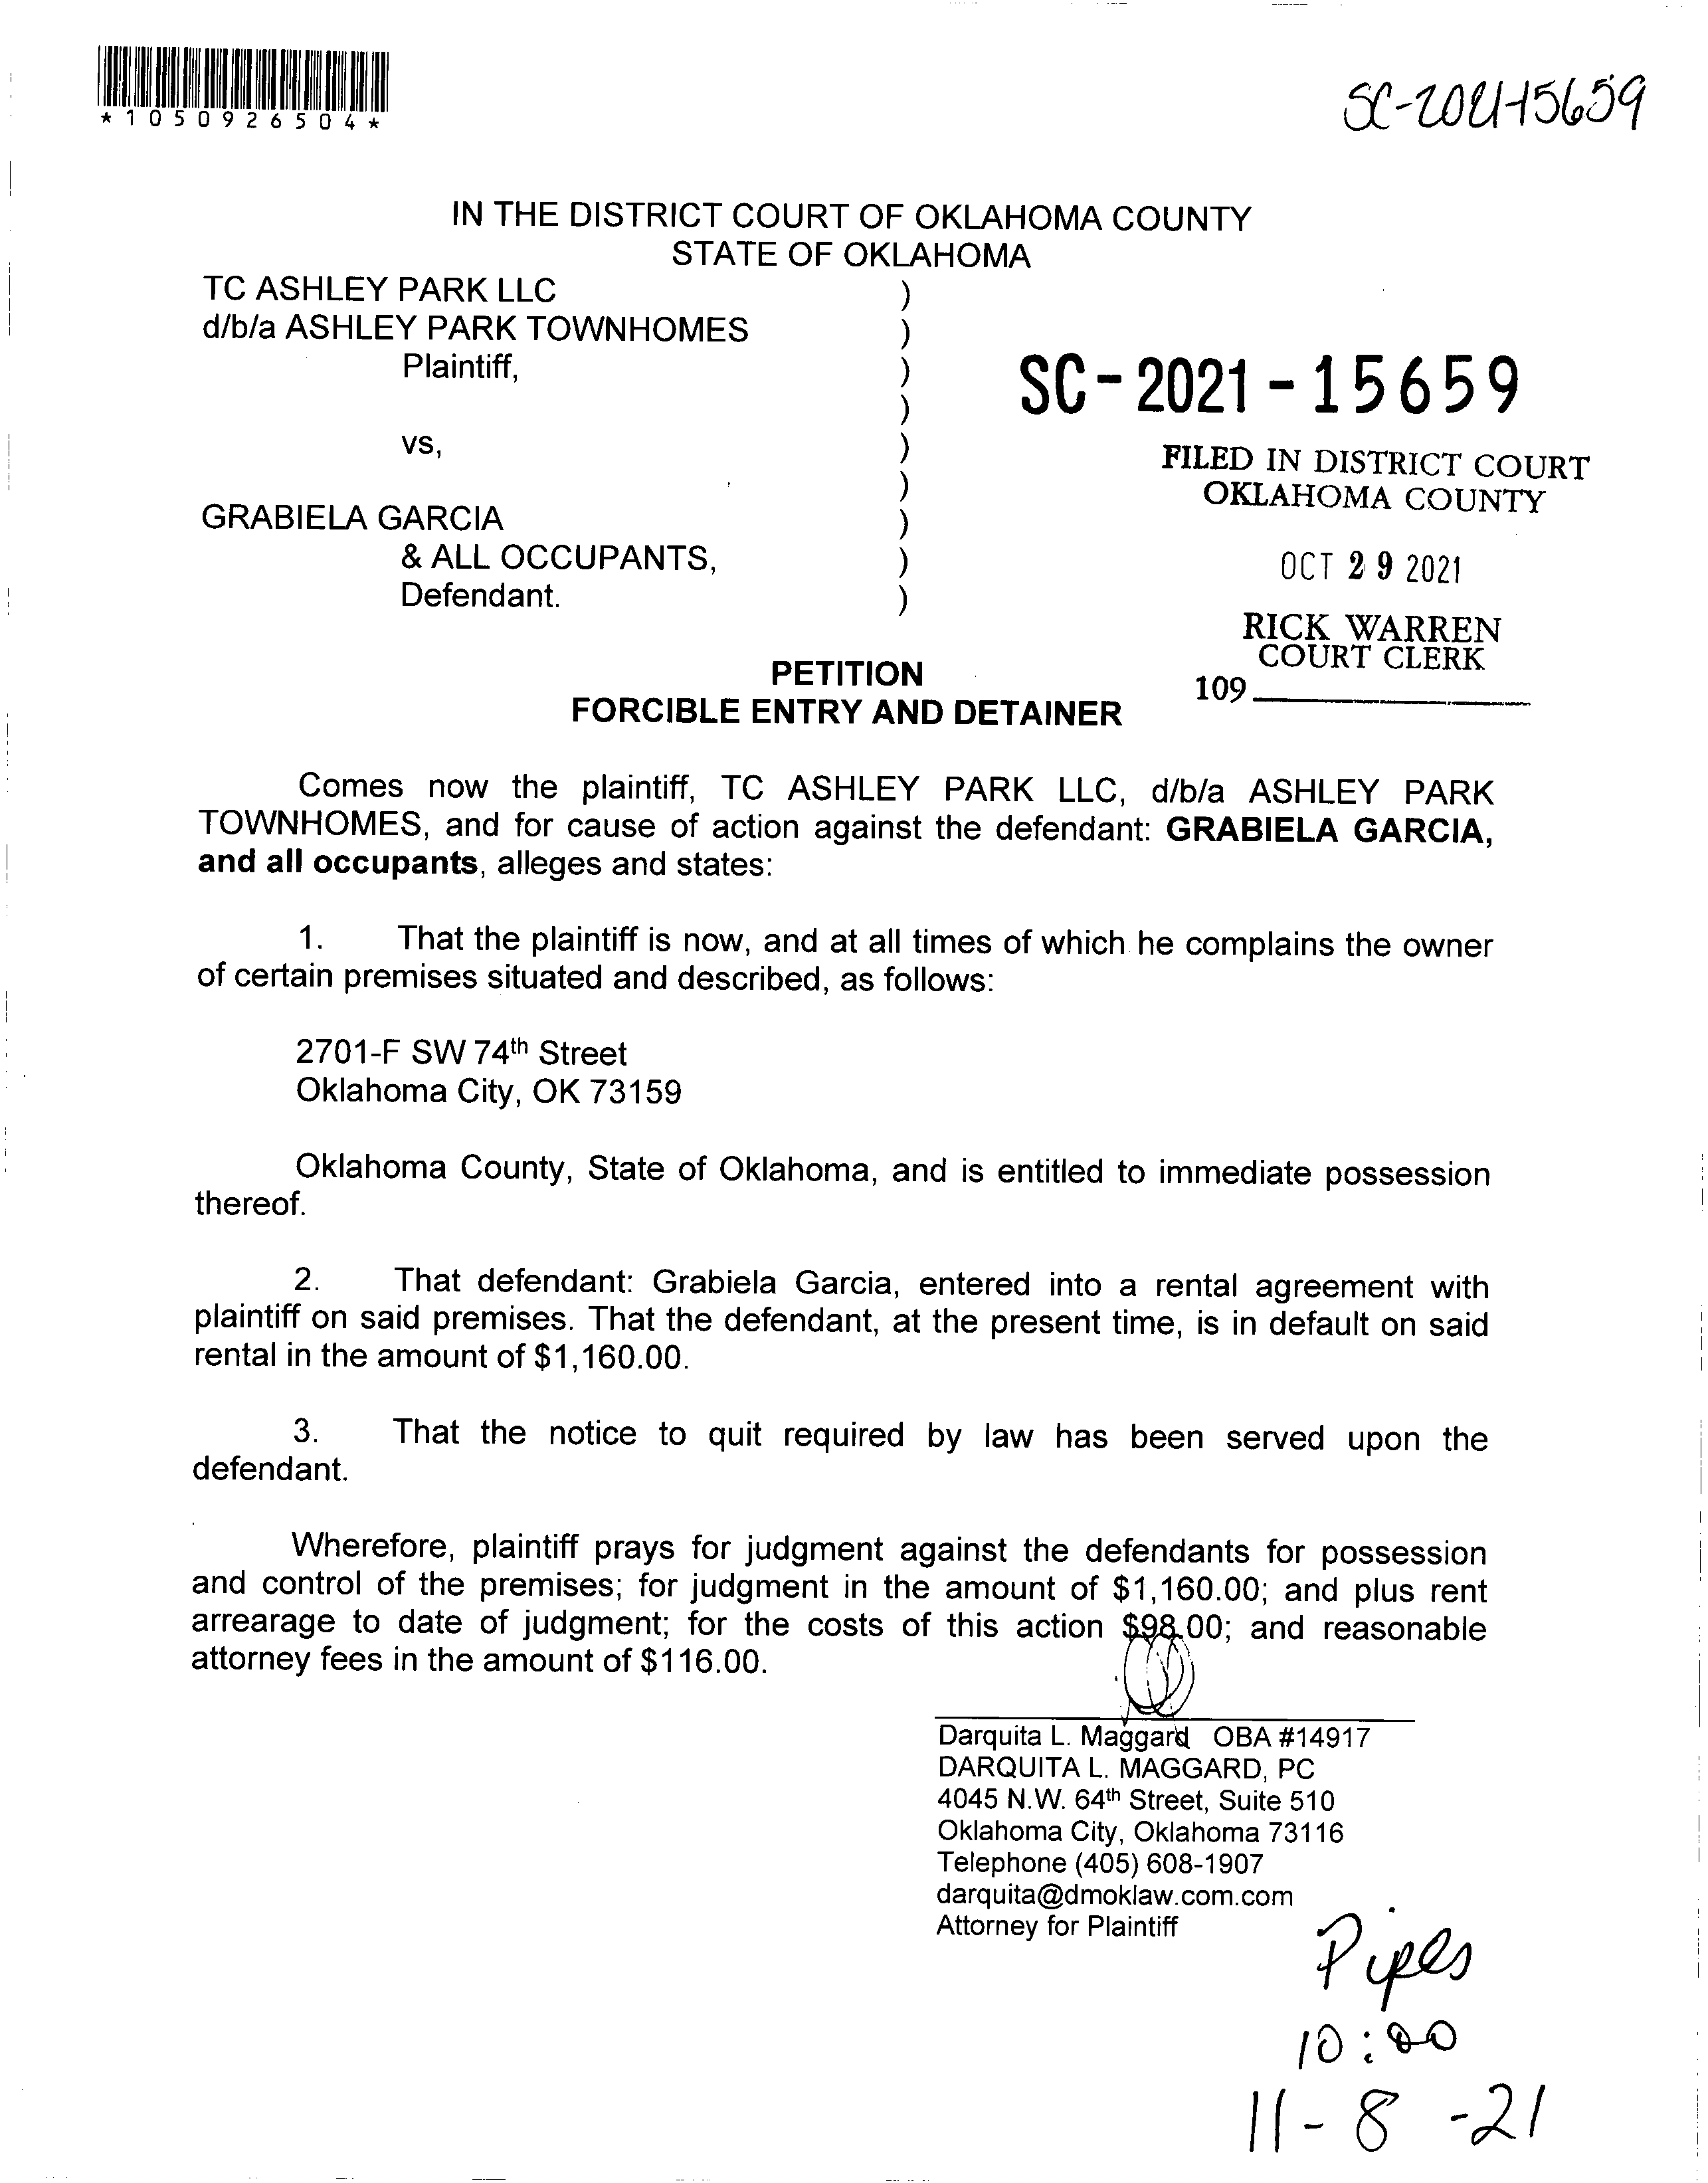 *1050926504*
SC-2021-15659
IN THE DISTRICT COURT OF OKLAHOMA COUNTY
STATE OF OKLAHOMA
TC ASHLEY PARK LLC )
d/b/a ASHLEY PARK TOWNHOMES )
Plaintiff, )
)
vs, )
)
GRABIELA GARCIA )
& ALL OCCUPANTS, )
Defendant. )
SC-2021-15659
FILED IN DISTRICT COURT
OKLAHOMA COUNTY
OCT 29 2021
RICK WARREN
COURT CLERK
109
PETITION
FORCIBLE ENTRY AND DETAINER
Comes now the plaintiff, TC ASHLEY PARK LLC, d/b/a ASHLEY PARK
TOWNHOMES, and for cause of action against the defendant: GRABIELA GARCIA,
and all occupants, alleges and states:
1. That the plaintiff is now, and at all times of which he complains the owner
of certain premises situated and described, as follows:
2701-F SW 74th Street
Oklahoma City, OK 73159
Oklahoma County, State of Oklahoma, and is entitled to immediate possession
thereof.
2. That defendant: Grabiela Garcia, entered into a rental agreement with
plaintiff on said premises. That the defendant, at the present time, is in default on said
rental in the amount of $1,160.00.
3. That the notice to quit required by law has been served upon the
defendant.
Wherefore, plaintiff prays for judgment against the defendants for possession
and control of the premises; for judgment in the amount of $1,160.00; and plus rent
arrearage to date of judgment; for the costs of this action $98.00; and reasonable
attorney fees in the amount of $116.00.
Darquita L. Maggard OBA #14917
DARQUITA L. MAGGARD, PC
4045 N.W. 64th Street, Suite 510
Oklahoma City, Oklahoma 73116
Telephone (405) 608-1907
darquita@dmoklaw.com.com
Attorney for Plaintiff
Pipes
10:00
11-8-21